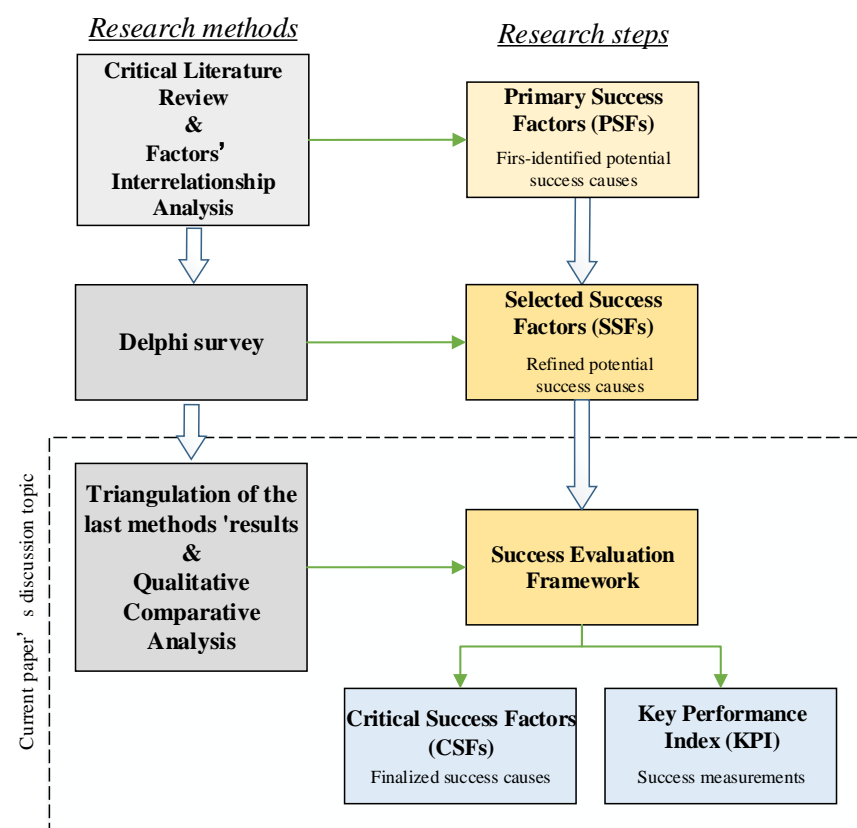 Research methods
Research steps
Critical Literature
Review
&
Factors’
Interrelationship
Analysis
Primary Success
Factors (PSFs)
Firs-identified potential
success causes
Delphi survey
Selected Success
Factors (SSFs)
Refined potential
success causes
Current paper’ s discussion topic
Triangulation of the
last methods 'results
&
Qualitative
Comparative
Analysis
Success Evaluation
Framework
Critical Success Factors
(CSFs)
Finalized success causes
Key Performance
Index (KPI)
Success measurements